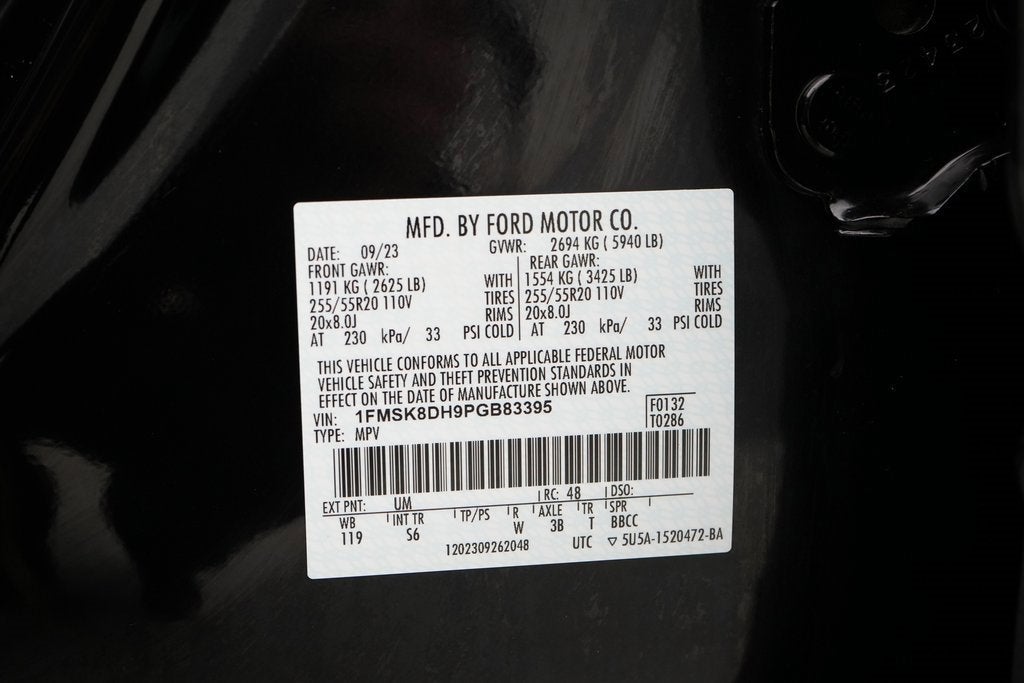 MFD. BY FORD MOTOR CO.
DATE: 09/23 GVWR: 2694 KG ( 5940 LB)
FRONT GAWR: REAR GAWR:
1191 KG ( 2625 LB) WITH 1554 KG ( 3425 LB) WITH
255/55R20 110V TIRES 255/55R20 110V TIRES
20x8.0J RIMS 20x8.0J RIMS
AT 230 kPa/ 33 PSI COLD AT 230 kPa/ 33 PSI COLD
THIS VEHICLE CONFORMS TO ALL APPLICABLE FEDERAL MOTOR
VEHICLE SAFETY AND THEFT PREVENTION STANDARDS IN
EFFECT ON THE DATE OF MANUFACTURE SHOWN ABOVE.
VIN: 1FMSK8DH9PGB83395 F0132
TYPE: MPV T0286
EXT PNT: UM RC: 48 DSO:
WB INT TR TP/PS R AXLE TR SPR
119 S6 W 3B T BBCC
1202309262048 UTC ▽ 5U5A-1520472-BA